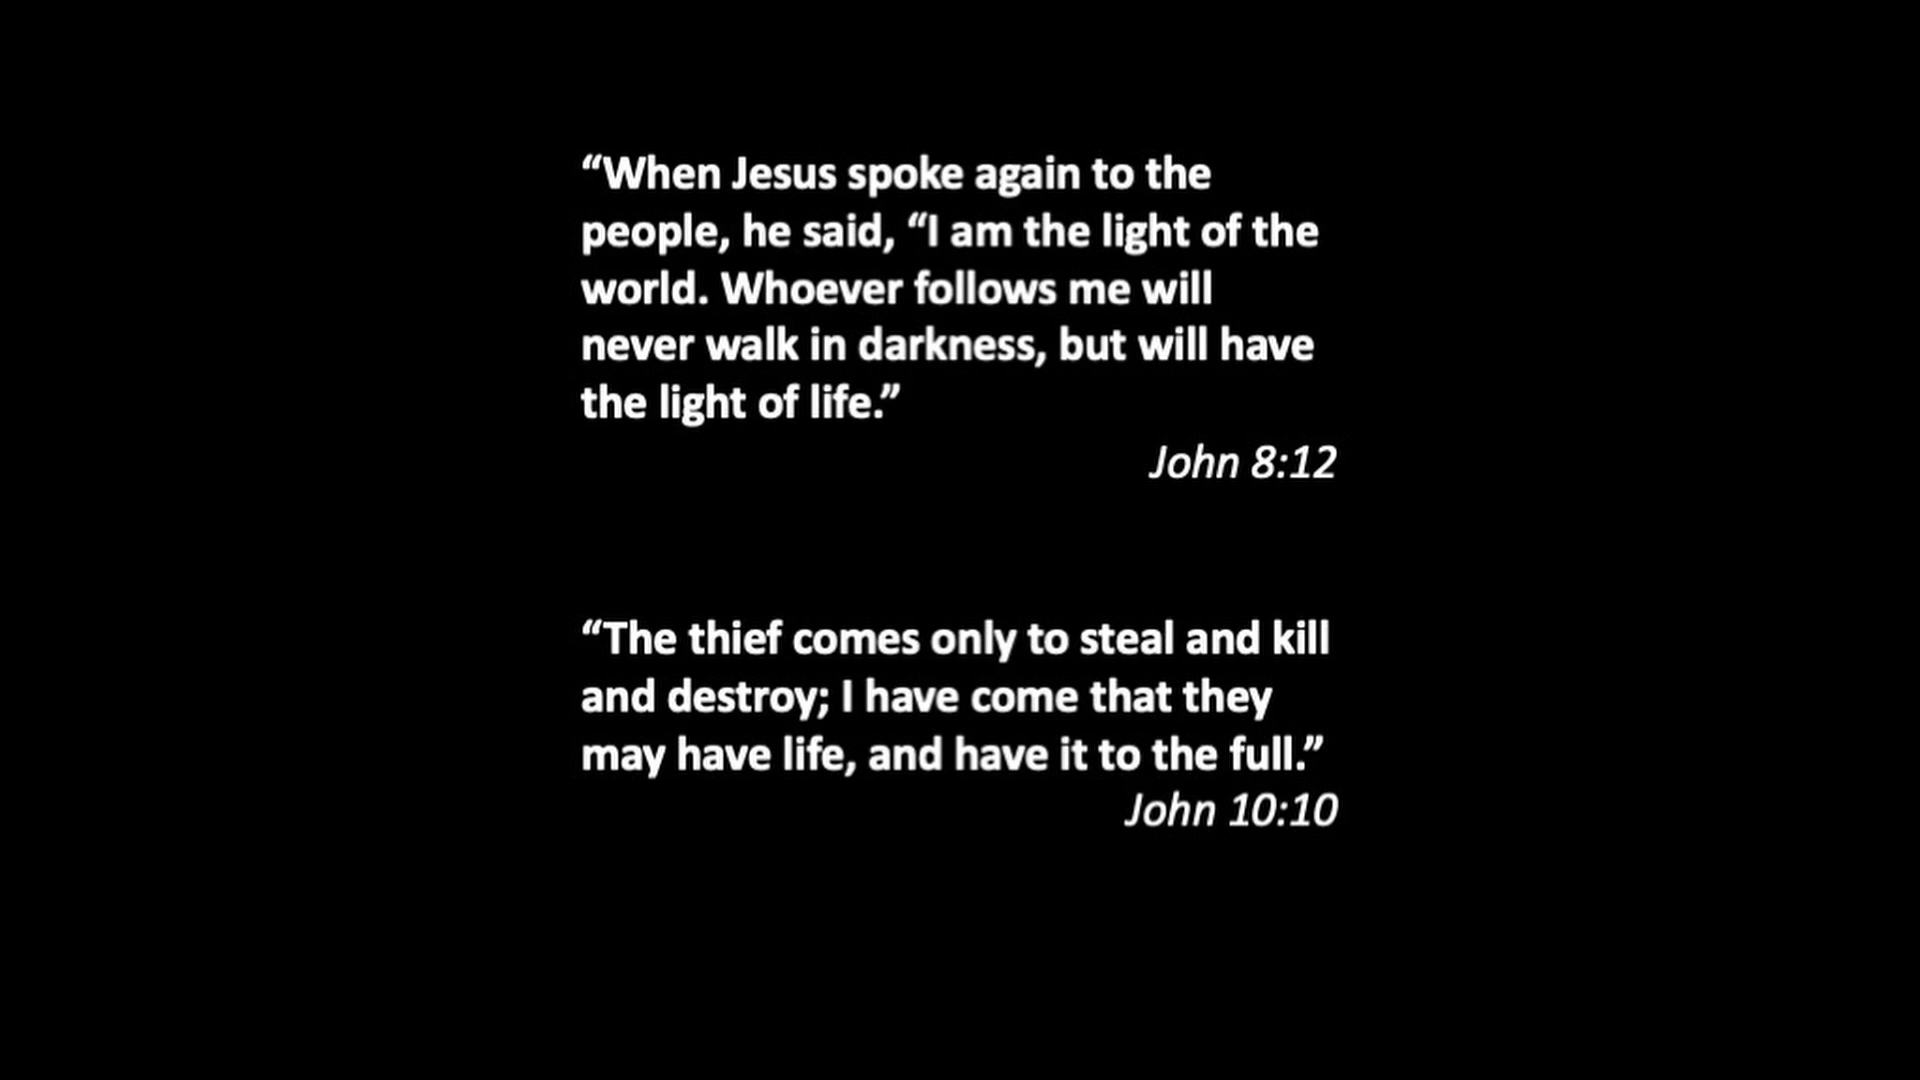 “When Jesus spoke again to the
people, he said, “I am the light of the
world. Whoever follows me will
never walk in darkness, but will have
the light of life.”
John 8:12
“The thief comes only to steal and kill
and destroy; I have come that they
may have life, and have it to the full.”
John 10:10